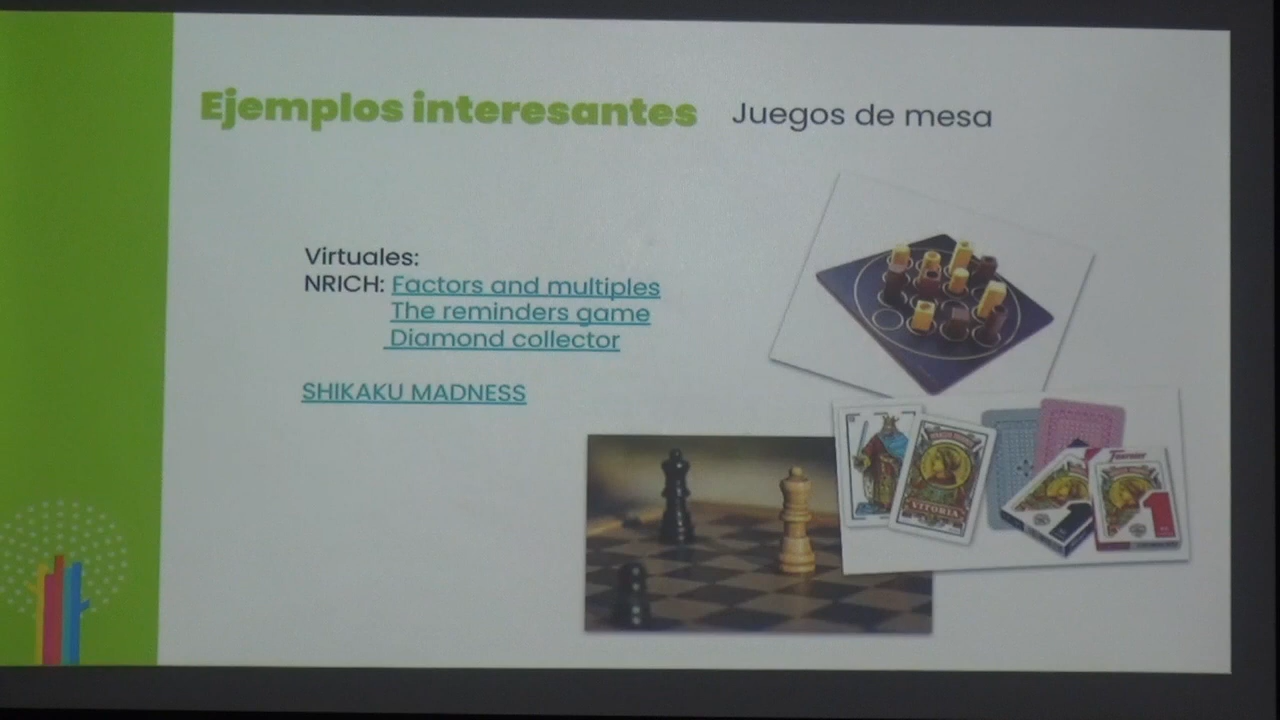 Ejemplos interesantes Juegos de mesa
Virtuales:
NRICH: Factors and multiples
The reminders game
Diamond collector
SHIKAKU MADNESS
VITORIA
Fournier
1
1